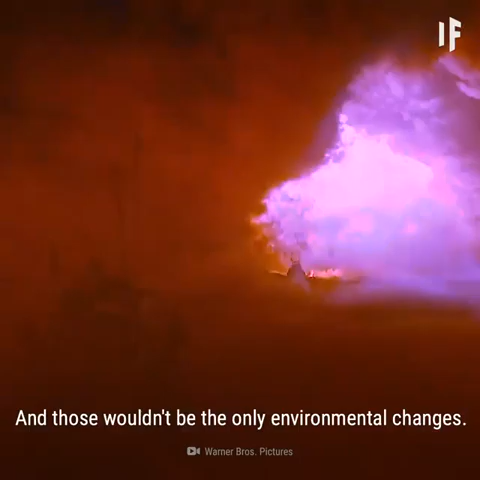 IF
And those wouldn't be the only environmental changes.
Warner Bros. Pictures